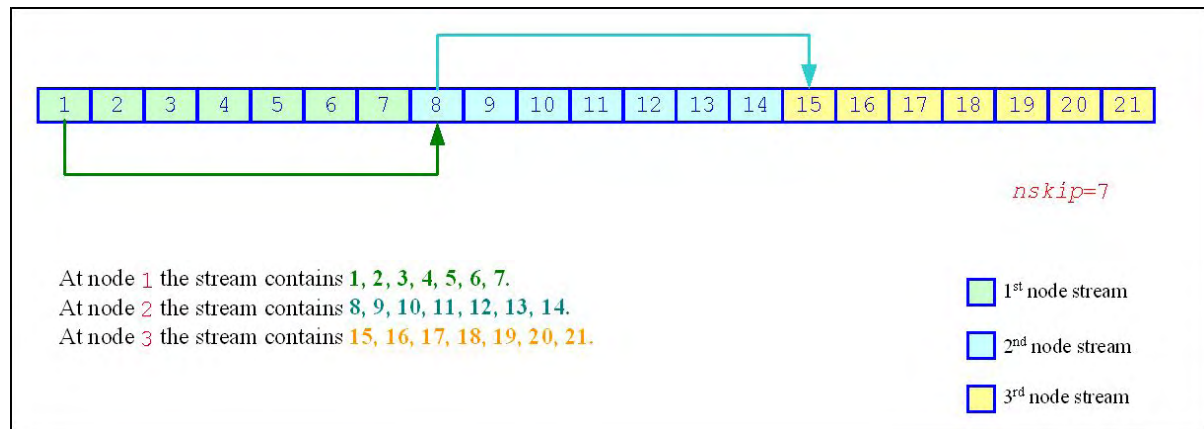 1 2 3 4 5 6 7 8 9 10 11 12 13 14 15 16 17 18 19 20 21
nskip=7
At node 1 the stream contains 1, 2, 3, 4, 5, 6, 7.
At node 2 the stream contains 8, 9, 10, 11, 12, 13, 14.
At node 3 the stream contains 15, 16, 17, 18, 19, 20, 21.
1st node stream
2nd node stream
3rd node stream